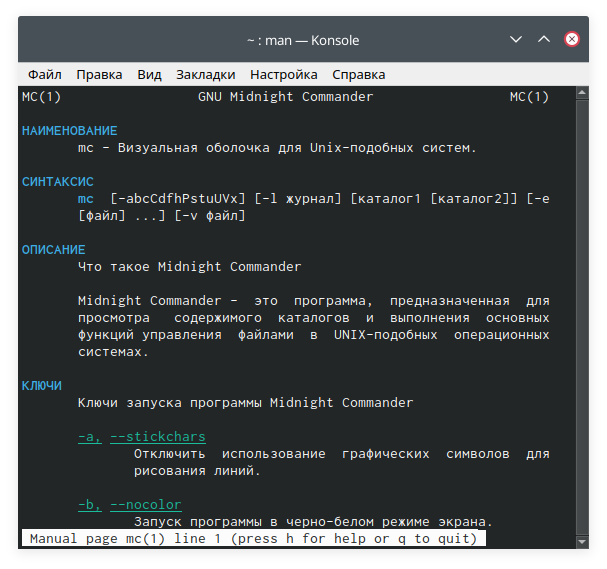 ~ : man — Konsole
Файл Правка Вид Закладки Настройка Справка
MC(1) GNU Midnight Commander MC(1)
НАИМЕНОВАНИЕ
mc - Визуальная оболочка для Unix-подобных систем.
СИНТАКСИС
mc [-abcCdfhPstuUVx] [-l журнал] [каталог1 [каталог2]] [-e
[файл] ...] [-v файл]
ОПИСАНИЕ
Что такое Midnight Commander
Midnight Commander - это программа, предназначенная для
просмотра содержимого каталогов и выполнения основных
функций управления файлами в UNIX-подобных операционных
системах.
КЛЮЧИ
Ключи запуска программы Midnight Commander
-a, --stickchars
Отключить использование графических символов для
рисования линий.
-b, --nocolor
Запуск программы в черно-белом режиме экрана.
Manual page mc(1) line 1 (press h for help or q to quit)